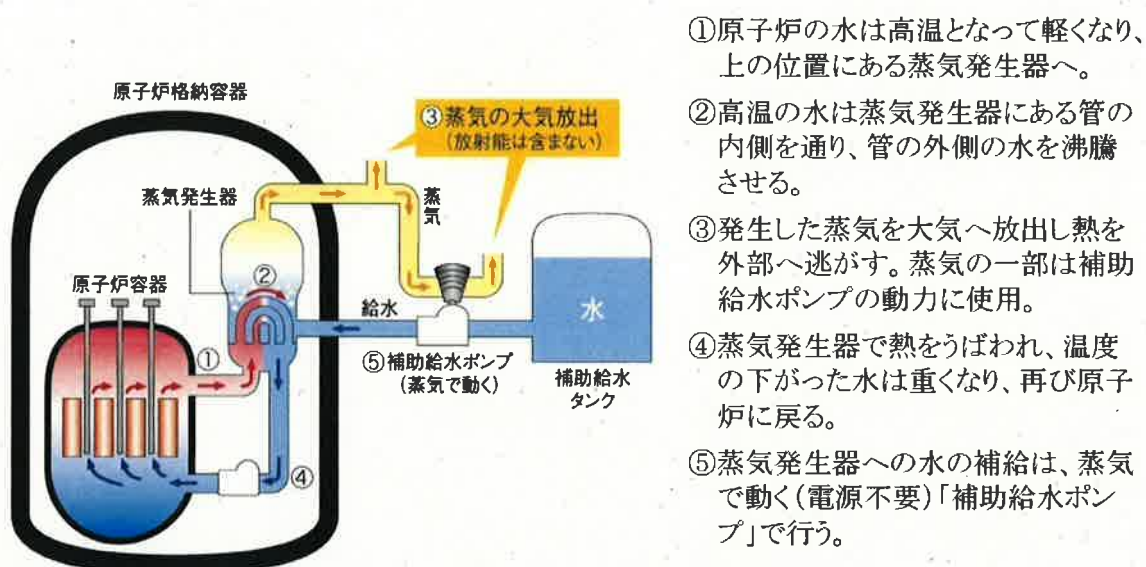 原子炉格納容器
③蒸気の大気放出
(放射能は含まない)
蒸気発生器
蒸気
②
原子炉容器
給水
水
①
⑤補助給水ポンプ
(蒸気で動く)
補助給水
タンク
④
①原子炉の水は高温となって軽くなり、
上の位置にある蒸気発生器へ。
②高温の水は蒸気発生器にある管の
内側を通り、管の外側の水を沸騰
させる。
③発生した蒸気を大気へ放出し熱を
外部へ逃がす。蒸気の一部は補助
給水ポンプの動力に使用。
④蒸気発生器で熱をうばわれ、温度
の下がった水は重くなり、再び原子
炉に戻る。
⑤蒸気発生器への水の補給は、蒸気
で動く(電源不要)「補助給水ポン
プ」で行う。